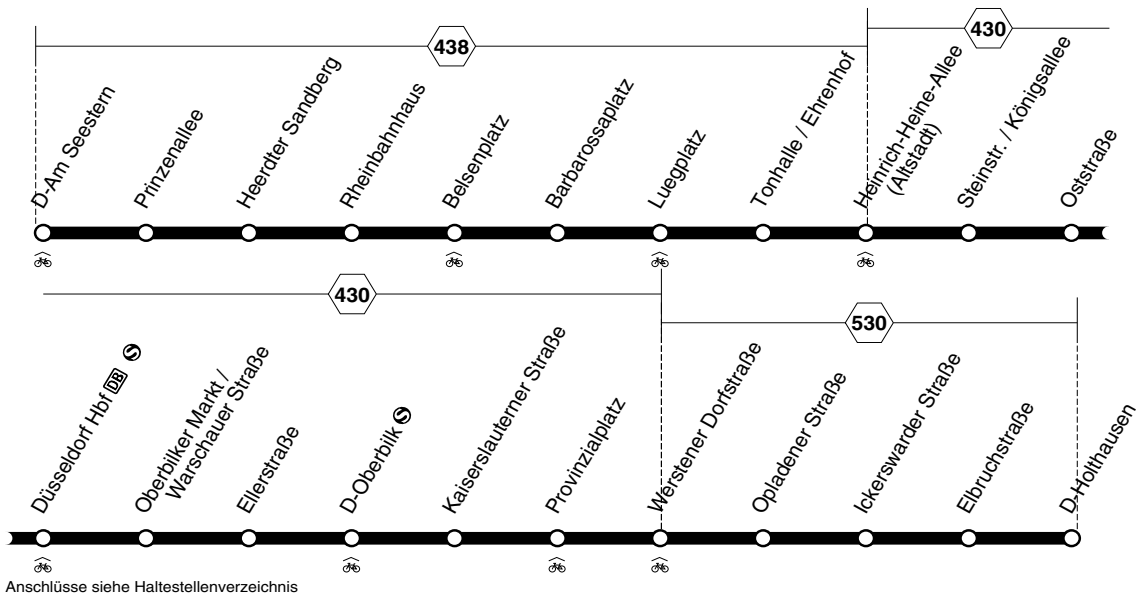 438
430
D-Am Seestern
Prinzenallee
Heerdter Sandberg
Rheinbahnhaus
Belsenplatz
Barbarossaplatz
Luegplatz
Tonhalle / Ehrenhof
Heinrich-Heine-Allee
(Altstadt)
Steinstr. / Königsallee
Oststraße
430
530
Düsseldorf Hbf DB S
Oberbilker Markt /
Warschauer Straße
Ellerstraße
D-Oberbilk S
Kaiserslauterner Straße
Provinzialplatz
Werstener Dorfstraße
Opladener Straße
Ickerswarder Straße
Elbruchstraße
D-Holthausen
Anschlüsse siehe Haltestellenverzeichnis